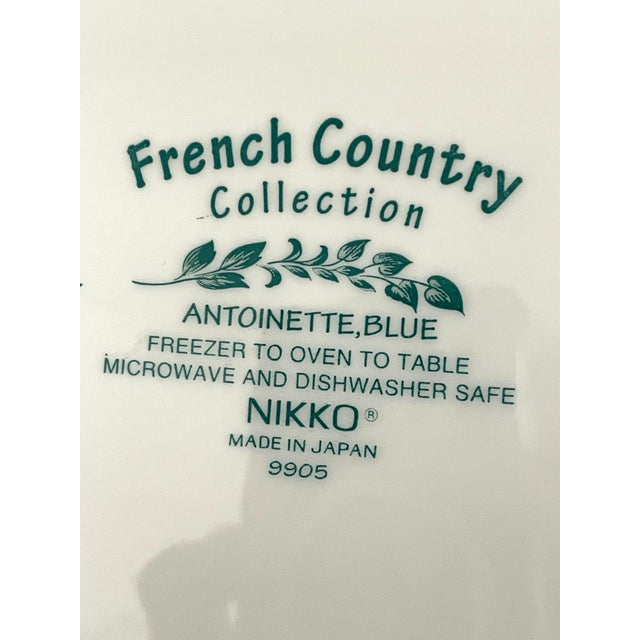 French Country
Collection
ANTOINETTE,BLUE
FREEZER TO OVEN TO TABLE
MICROWAVE AND DISHWASHER SAFE
NIKKO®
MADE IN JAPAN
9905